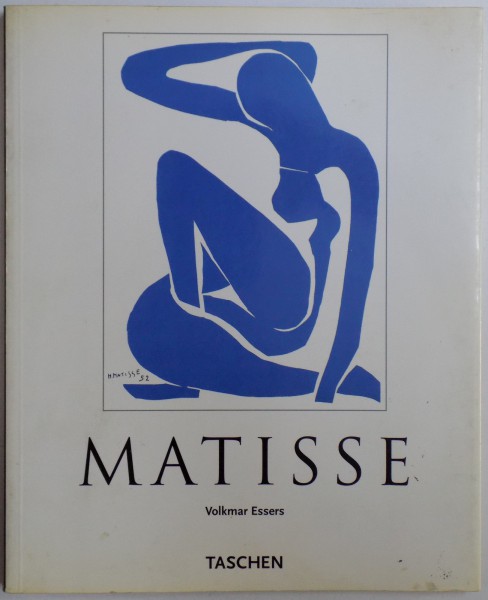 H. MATISSE
52
MATISSE
Volkmar Essers
TASCHEN